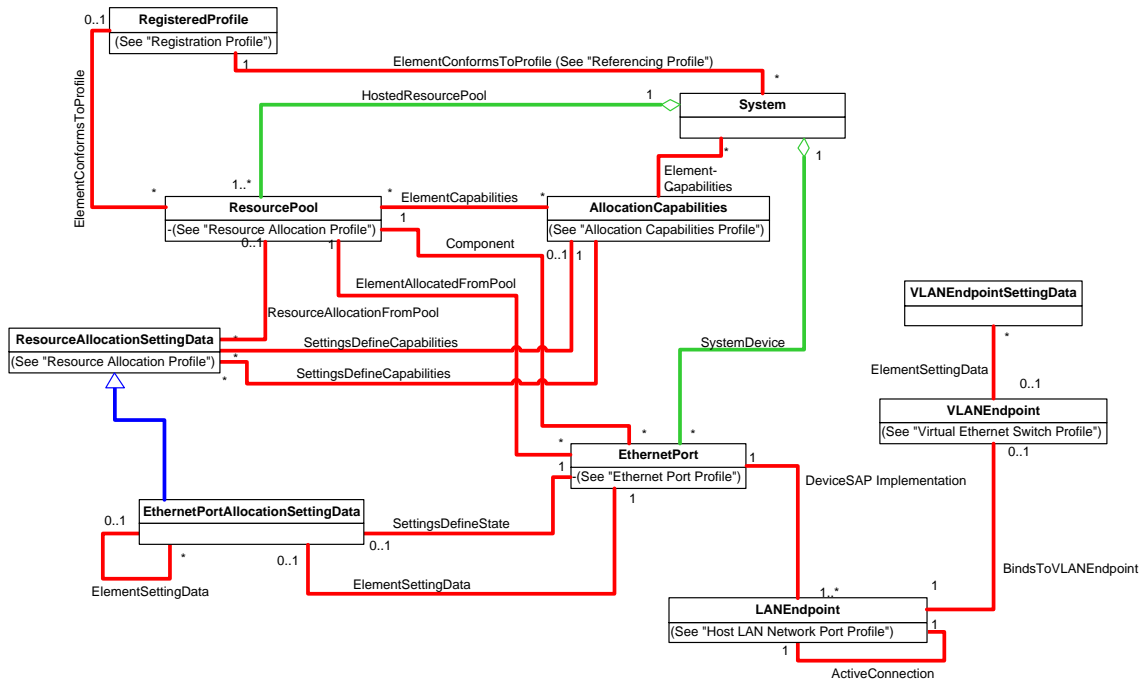 0..1
RegisteredProfile
(See "Registration Profile")
1
ElementConformsToProfile (See "Referencing Profile")
*
HostedResourcePool
1
System
ElementConformsToProfile
*
1
Element-
Capabilities
1..*
*
ResourcePool
-(See "Resource Allocation Profile")
*
ElementCapabilities
*
AllocationCapabilities
(See "Allocation Capabilities Profile")
1
Component
0..1
1
0..1
1
ElementAllocatedFromPool
ResourceAllocationFromPool
VLANEndpointSettingData
*
ResourceAllocationSettingData
(See "Resource Allocation Profile")
*
*
*
SettingsDefineCapabilities
SettingsDefineCapabilities
SystemDevice
ElementSettingData
0..1
VLANEndpoint
(See "Virtual Ethernet Switch Profile")
0..1
*
*
*
EthernetPort
-(See "Ethernet Port Profile")
1
1
1
DeviceSAP Implementation
EthernetPortAllocationSettingData
0..1
*
ElementSettingData
SettingsDefineState
0..1
0..1
ElementSettingData
BindsToVLANEndpoint
1
1..*
LANEndpoint
(See "Host LAN Network Port Profile")
1
1
ActiveConnection